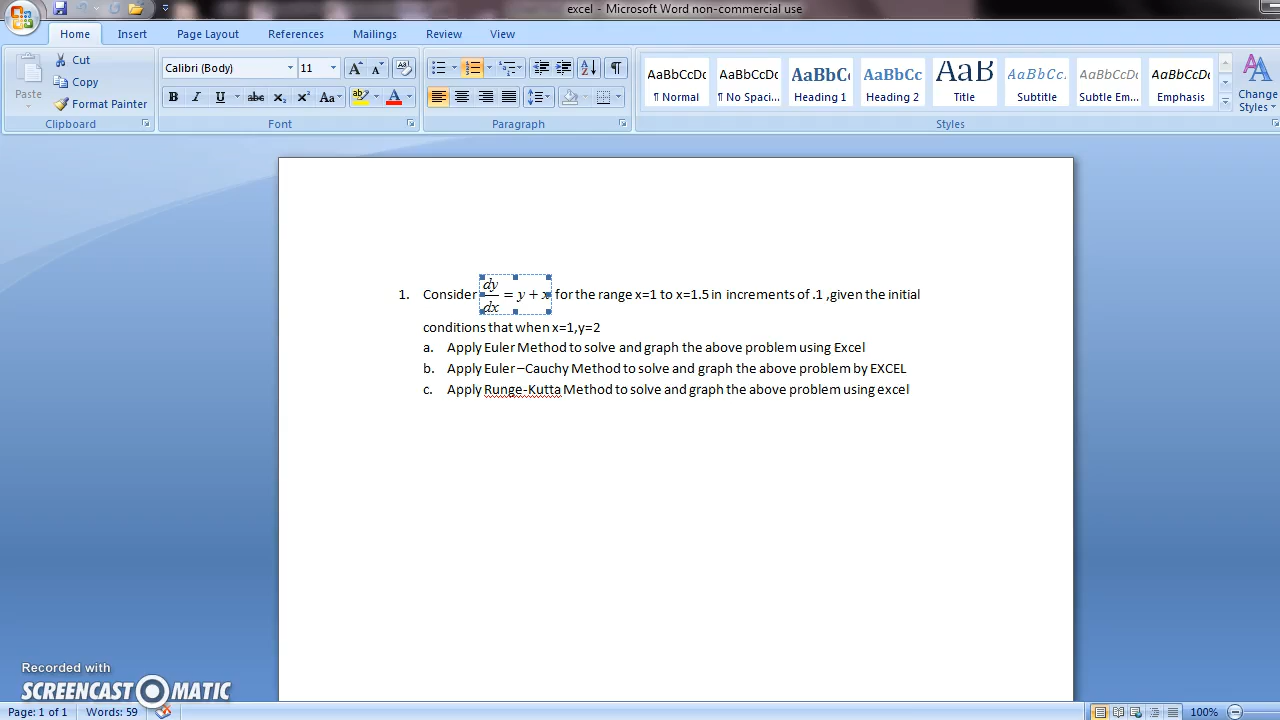 excel - Microsoft Word non-commercial use
Home Insert Page Layout References Mailings Review View
Paste
Cut
Copy
Format Painter
Clipboard
Calibri (Body) 11
B I U abc x₂ x² Aa
ab A
Font
Paragraph
AaBbCcDc AaBbCcDc AaBbCc AaBbCc AaB AaBbCc. AaBbCcDc AaBbCcDc
¶ Normal ¶ No Spaci... Heading 1 Heading 2 Title Subtitle Subtle Em... Emphasis
Change
Styles
Styles
1. Consider dy/dx = y + x for the range x=1 to x=1.5 in increments of .1 ,given the initial
conditions that when x=1,y=2
a. Apply Euler Method to solve and graph the above problem using Excel
b. Apply Euler –Cauchy Method to solve and graph the above problem by EXCEL
c. Apply Runge-Kutta Method to solve and graph the above problem using excel
Recorded with
SCREENCAST O MATIC
Page: 1 of 1 Words: 59 100%